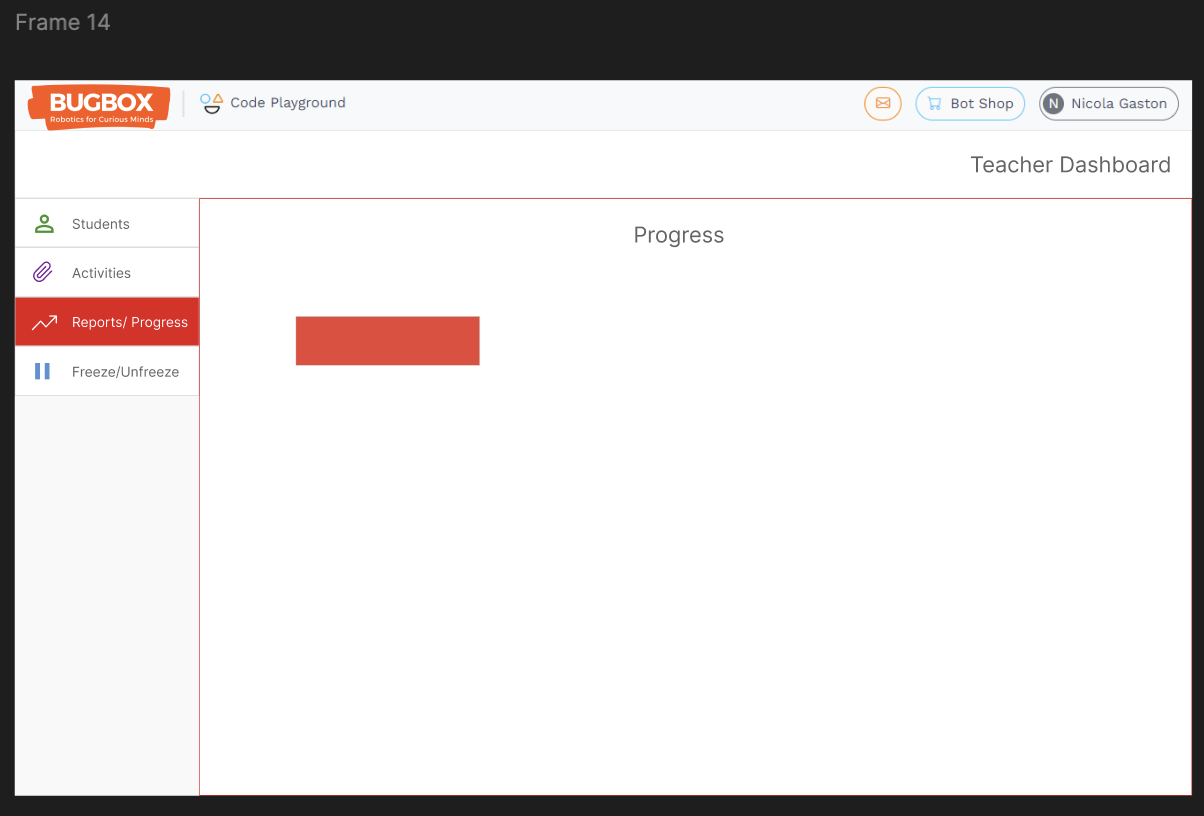 Frame 14
BUGBOX
Robotics for Curious Minds
Code Playground
Bot Shop
N
Nicola Gaston
Teacher Dashboard
Students
Activities
Reports/ Progress
Freeze/Unfreeze
Progress